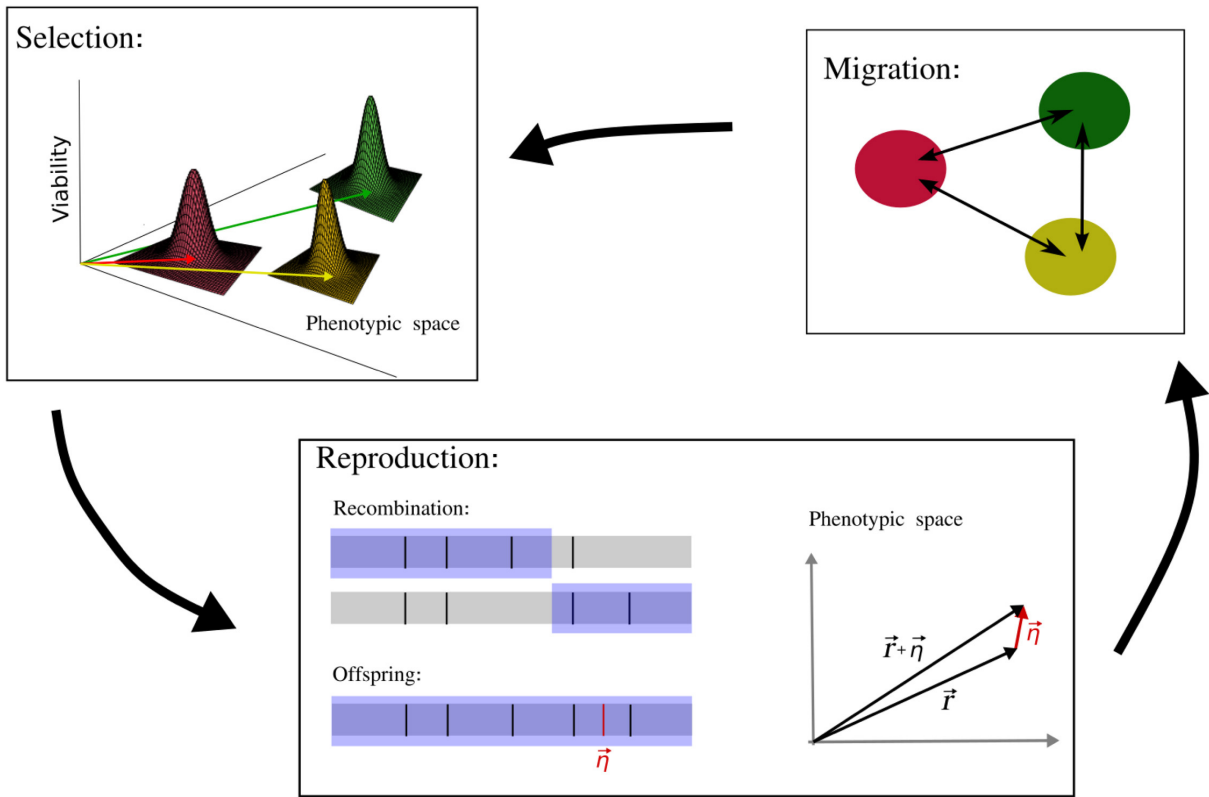 Selection:
Viability
Phenotypic space
Migration:
Reproduction:
Recombination:
Offspring:
η⃗
Phenotypic space
r⃗+η⃗
η⃗
r⃗